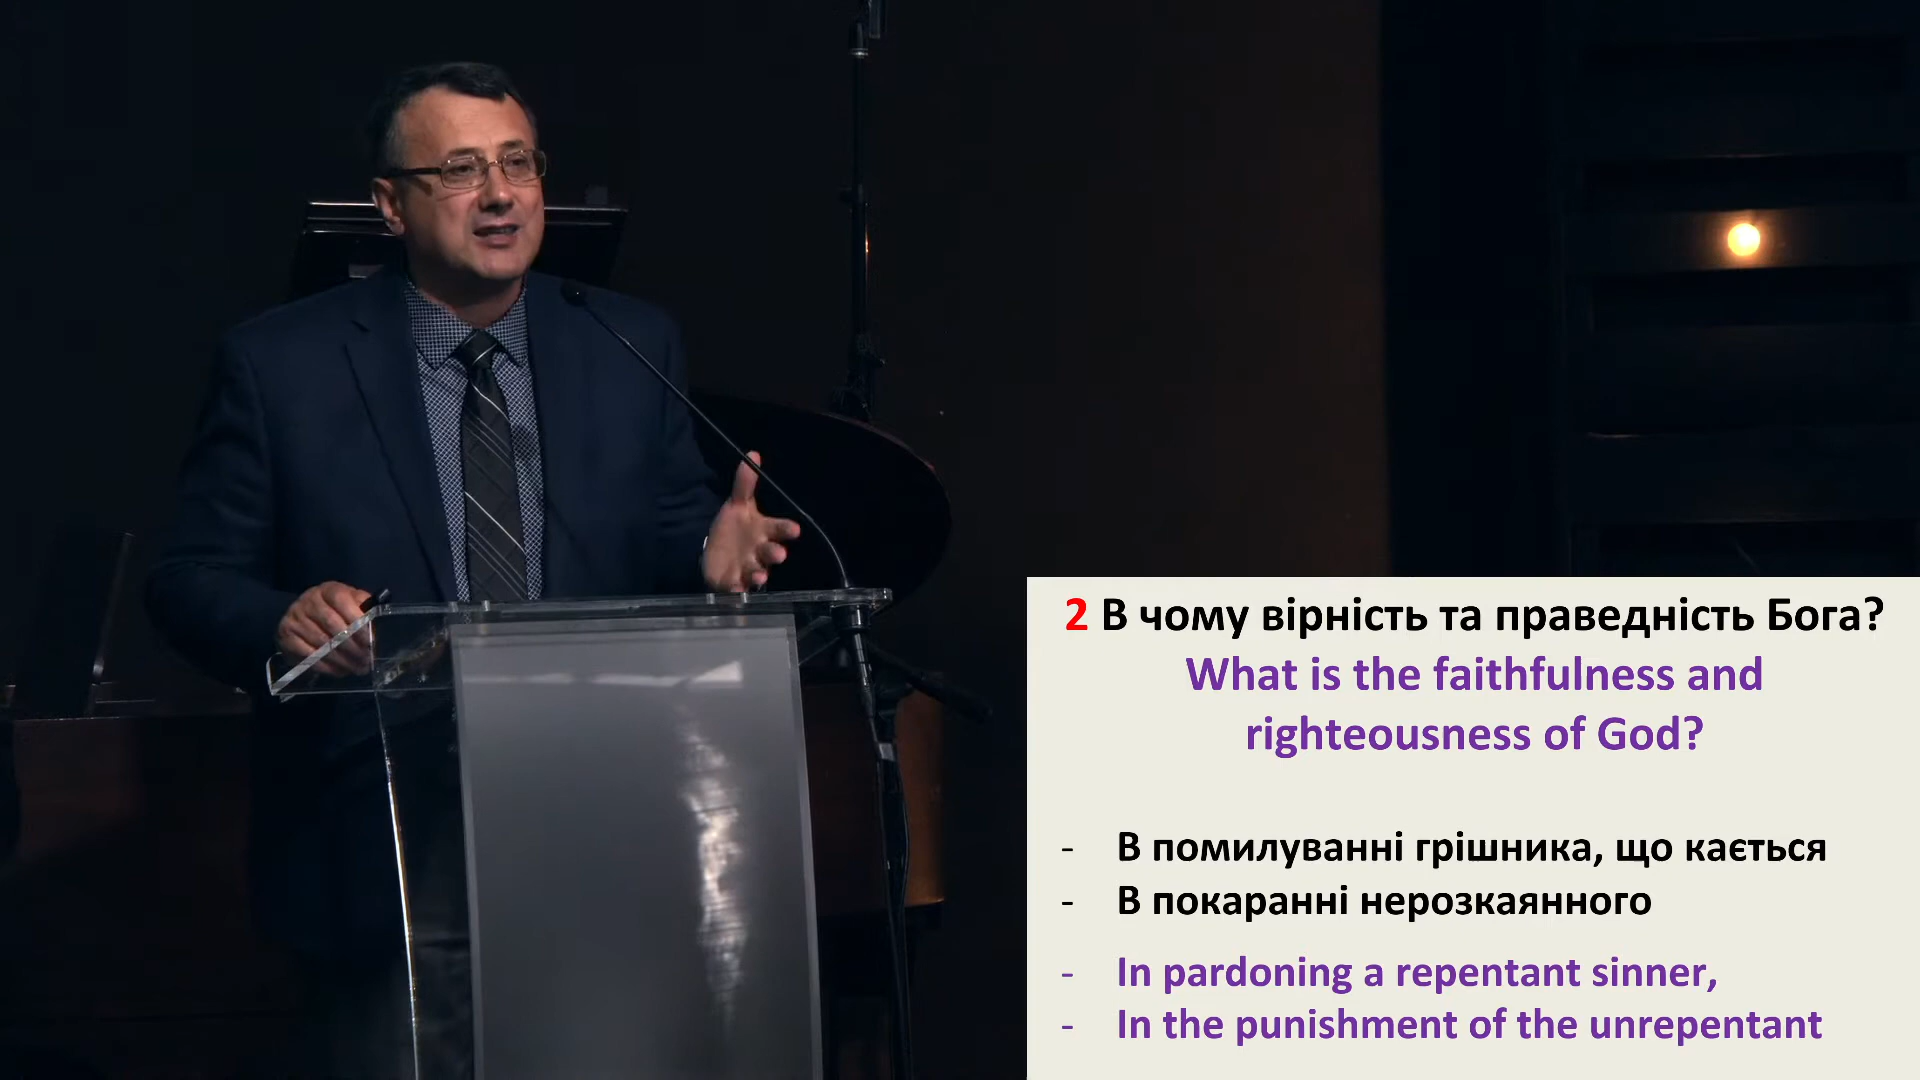 2 В чому вірність та праведність Бога?
What is the faithfulness and
righteousness of God?
- В помилуванні грішника, що кається
- В покаранні нерозкаянного
- In pardoning a repentant sinner,
- In the punishment of the unrepentant